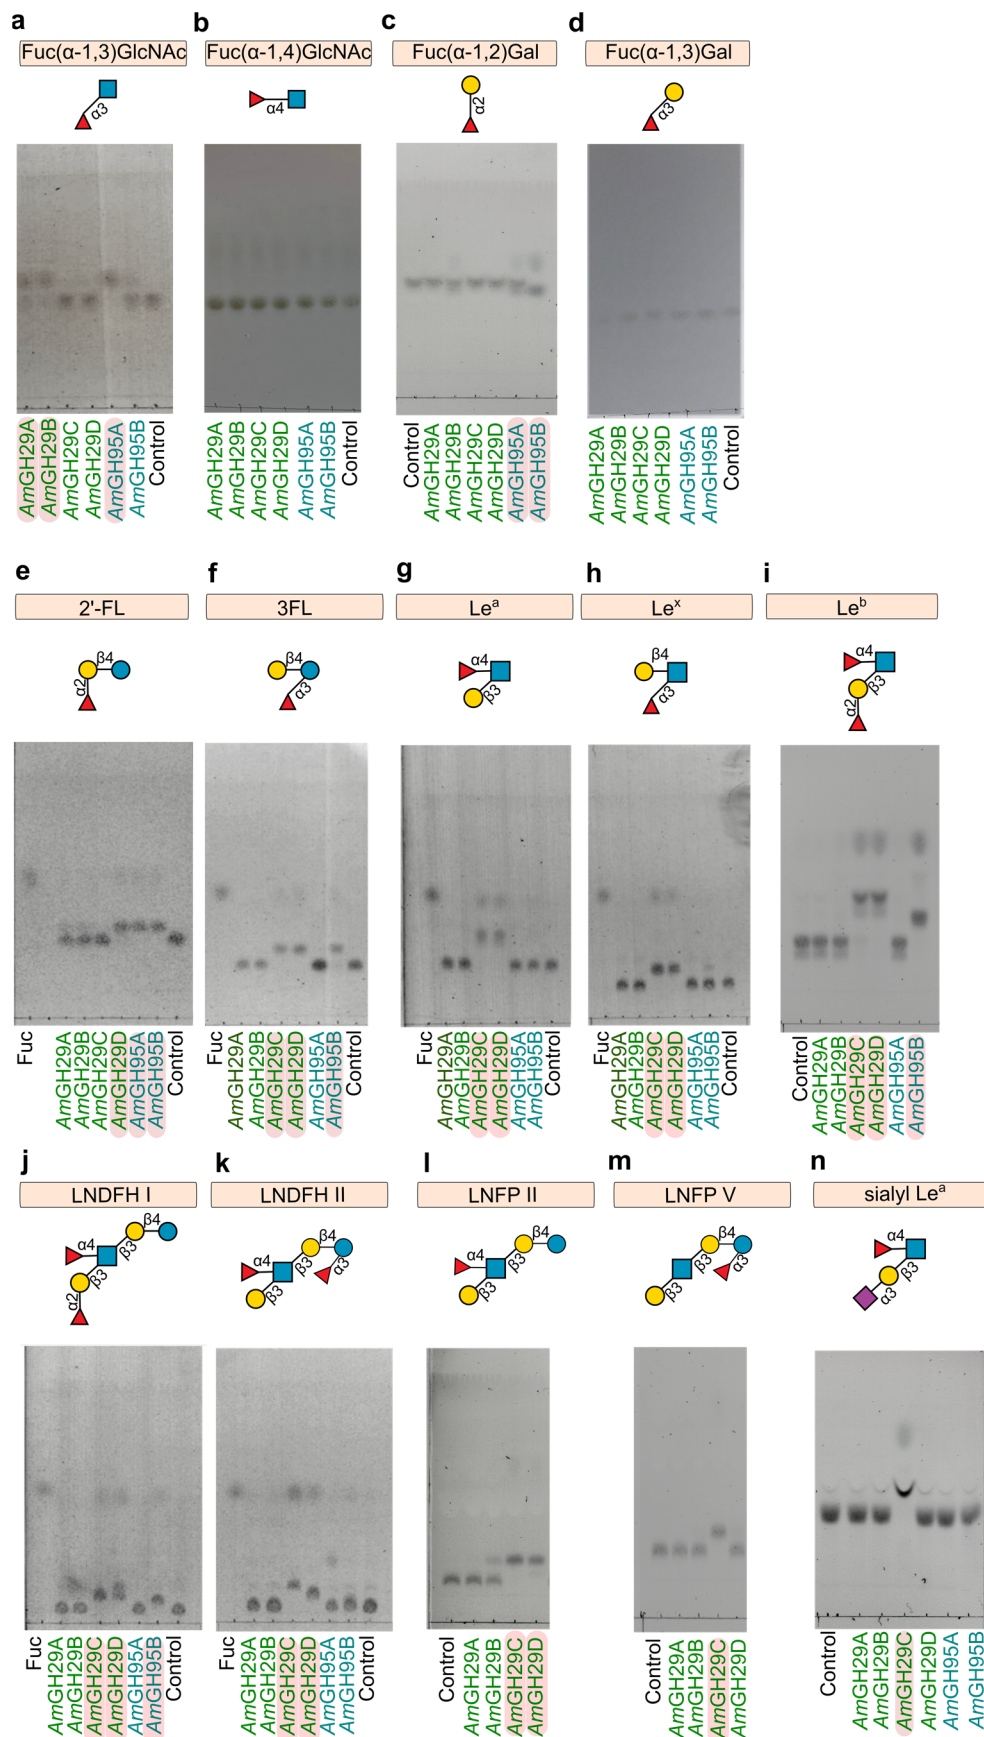 a b c d
Fuc(α-1,3)GlcNAc Fuc(α-1,4)GlcNAc Fuc(α-1,2)Gal Fuc(α-1,3)Gal
α3 α4 α2 α3
AmGH29A AmGH29B AmGH29C AmGH29D AmGH95A AmGH95B Control
AmGH29A AmGH29B AmGH29C AmGH29D AmGH95A AmGH95B Control
Control AmGH29A AmGH29B AmGH29C AmGH29D AmGH95A AmGH95B
AmGH29A AmGH29B AmGH29C AmGH29D AmGH95A AmGH95B Control
e f g h i
2'-FL 3FL Leᵃ Leˣ Leᵇ
β4 α2
β4 α3
α4 β3
β4 α3
α4 β3 α2
Fuc AmGH29A AmGH29B AmGH29C AmGH29D AmGH95A AmGH95B Control
Fuc AmGH29A AmGH29B AmGH29C AmGH29D AmGH95A AmGH95B Control
Fuc AmGH29A AmGH29B AmGH29C AmGH29D AmGH95A AmGH95B Control
Fuc AmGH29A AmGH29B AmGH29C AmGH29D AmGH95A AmGH95B Control
Control AmGH29A AmGH29B AmGH29C AmGH29D AmGH95A AmGH95B
j k l m n
LNDFH I LNDFH II LNFP II LNFP V sialyl Leᵃ
β4 α4 β3 β3 α2
β4 α4 β3 α3 β3
β4 α4 β3 β3
β4 β3 α3 β3
α4 β3 α3
Fuc AmGH29A AmGH29B AmGH29C AmGH29D AmGH95A AmGH95B Control
Fuc AmGH29A AmGH29B AmGH29C AmGH29D AmGH95A AmGH95B Control
Control AmGH29A AmGH29B AmGH29C AmGH29D
Control AmGH29A AmGH29B AmGH29C AmGH29D
Control AmGH29A AmGH29B AmGH29C AmGH29D AmGH95A AmGH95B